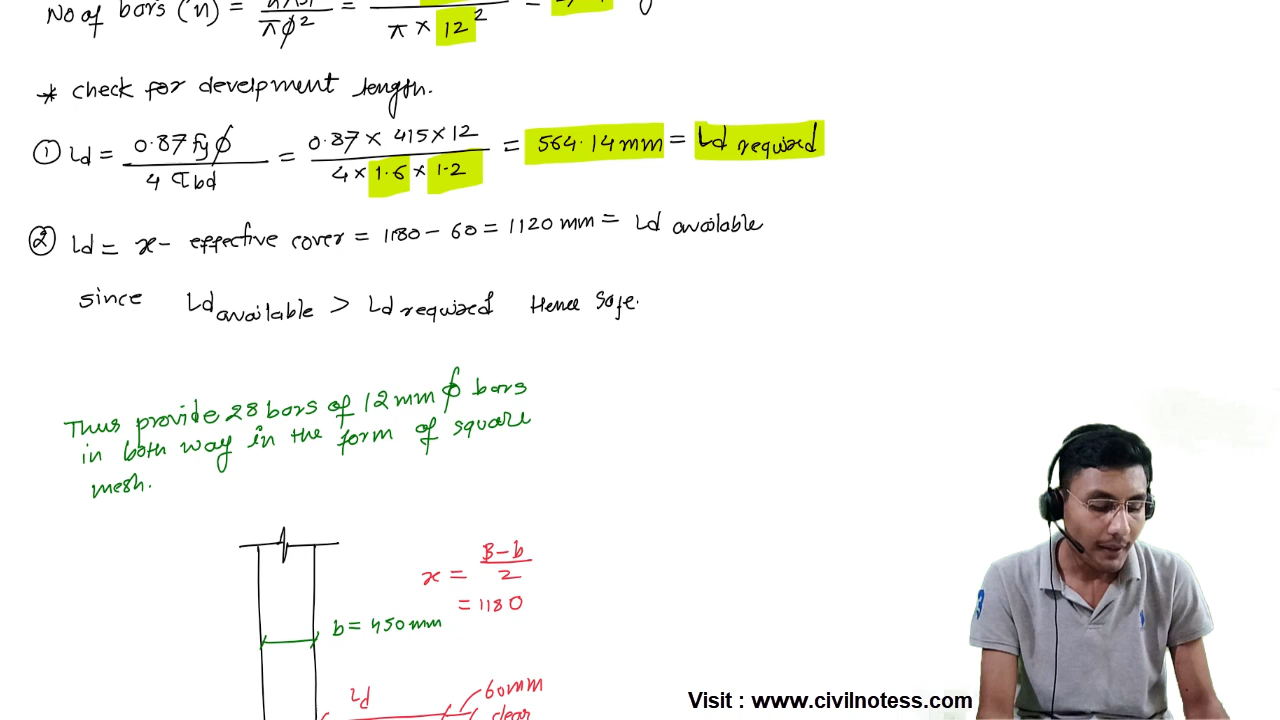 No of bars (n) = / πϕ² = / π × 12² =
* check for develpment length.
① Ld = 0.87 fy ϕ / 4 τbd = 0.87 × 415 × 12 / 4 × 1.6 × 1.2 = 564.14 mm = Ld required
② Ld = x - effective cover = 1180 - 60 = 1120 mm = Ld available
since Ld available > Ld required Hence Safe.
Thus provide 28 bars of 12 mm ϕ bars
in both way in the form of square
mesh.
x = B-b / 2
= 1180
b = 450 mm
Ld
60mm
clear
Visit : www.civilnotess.com